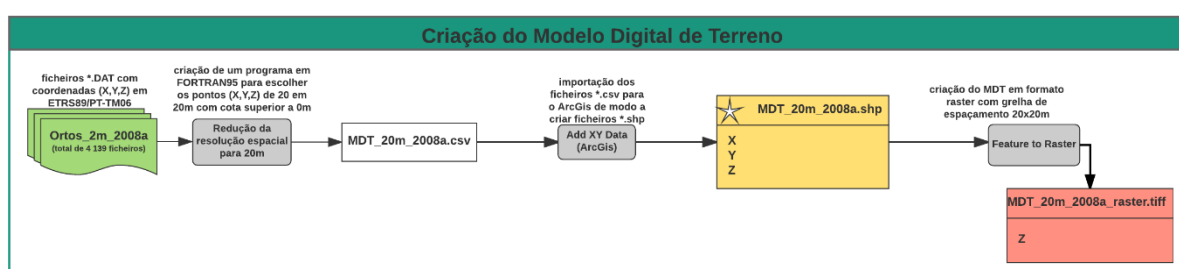 Criação do Modelo Digital de Terreno
ficheiros *.DAT com
coordenadas (X,Y,Z) em
ETRS89/PT-TM06
Ortos_2m_2008a
(total de 4 139 ficheiros)
criação de um programa em
FORTRAN95 para escolher
os pontos (X,Y,Z) de 20 em
20m com cota superior a 0m
Redução da
resolução espacial
para 20m
MDT_20m_2008a.csv
importação dos
ficheiros *.csv para
o ArcGis de modo a
criar ficheiros *.shp
Add XY Data
(ArcGis)
MDT_20m_2008a.shp
X
Y
Z
criação do MDT em formato
raster com grelha de
espaçamento 20x20m
Feature to Raster
MDT_20m_2008a_raster.tiff
Z